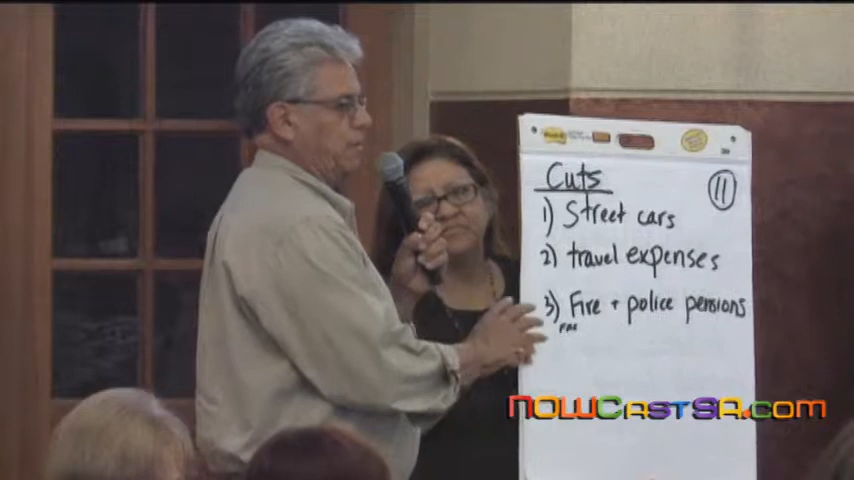 Cuts
11
1) Street cars
2) travel expenses
3) Fire + police pensions
NOWCastSA.com